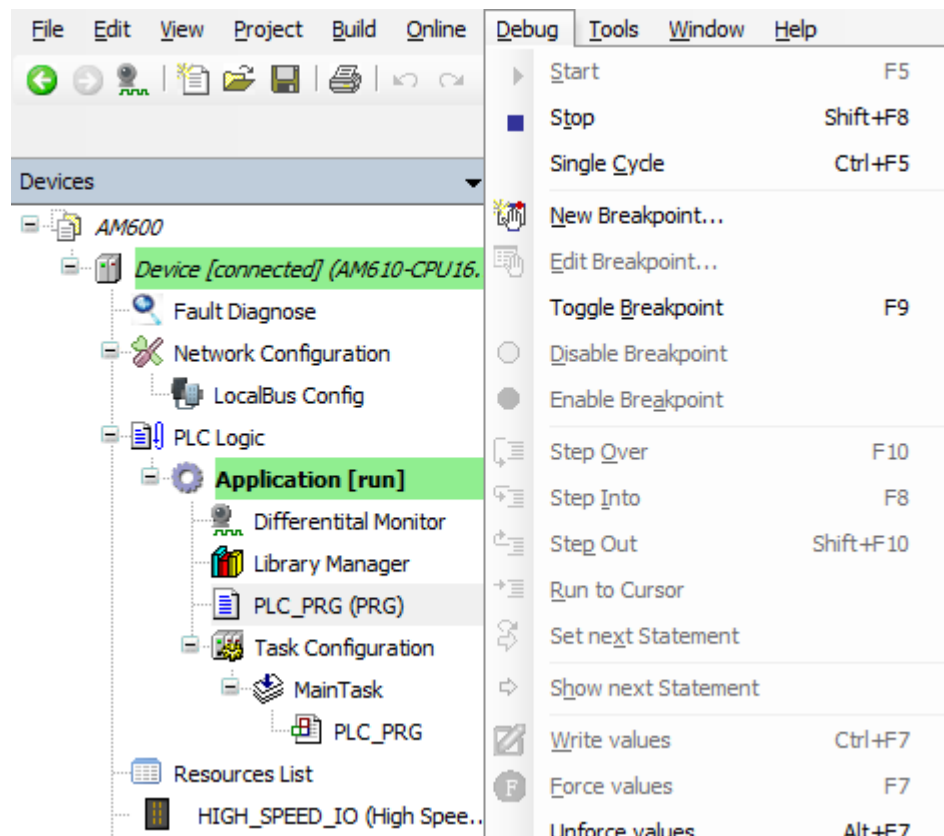 File Edit View Project Build Online Debug Tools Window Help
Start F5
Stop Shift+F8
Single Cycle Ctrl+F5
New Breakpoint...
Edit Breakpoint...
Toggle Breakpoint F9
Disable Breakpoint
Enable Breakpoint
Step Over F10
Step Into F8
Step Out Shift+F10
Run to Cursor
Set next Statement
Show next Statement
Write values Ctrl+F7
Force values F7
Unforce values Alt+F7
Devices
AM600
Device [connected] (AM610-CPU16.
Fault Diagnose
Network Configuration
LocalBus Config
PLC Logic
Application [run]
Differentital Monitor
Library Manager
PLC_PRG (PRG)
Task Configuration
MainTask
PLC_PRG
Resources List
HIGH_SPEED_IO (High Spee..